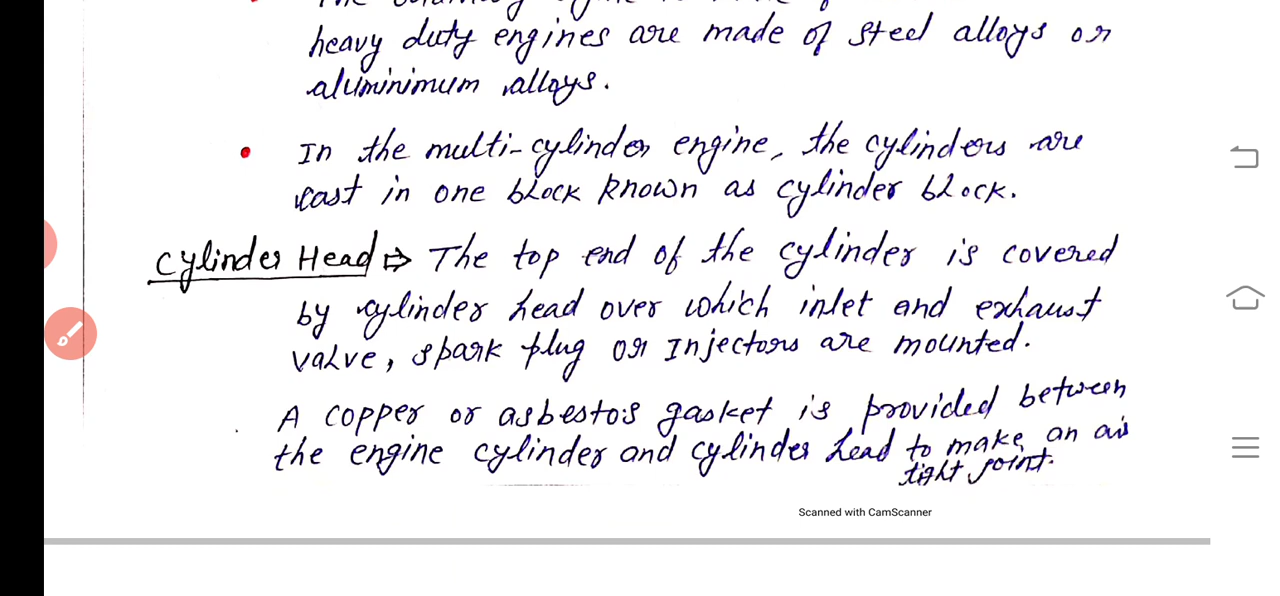 heavy duty engines are made of steel alloys or
aluminimum alloys.
In the multi-cylinder engine, the cylinders are
cast in one block known as cylinder block.
Cylinder Head ⇒ The top end of the cylinder is covered
by cylinder head over which inlet and exhaust
valve, spark plug or Injectors are mounted.
A copper or asbestos gasket is provided between
the engine cylinder and cylinder head to make an air
tight joint.
Scanned with CamScanner